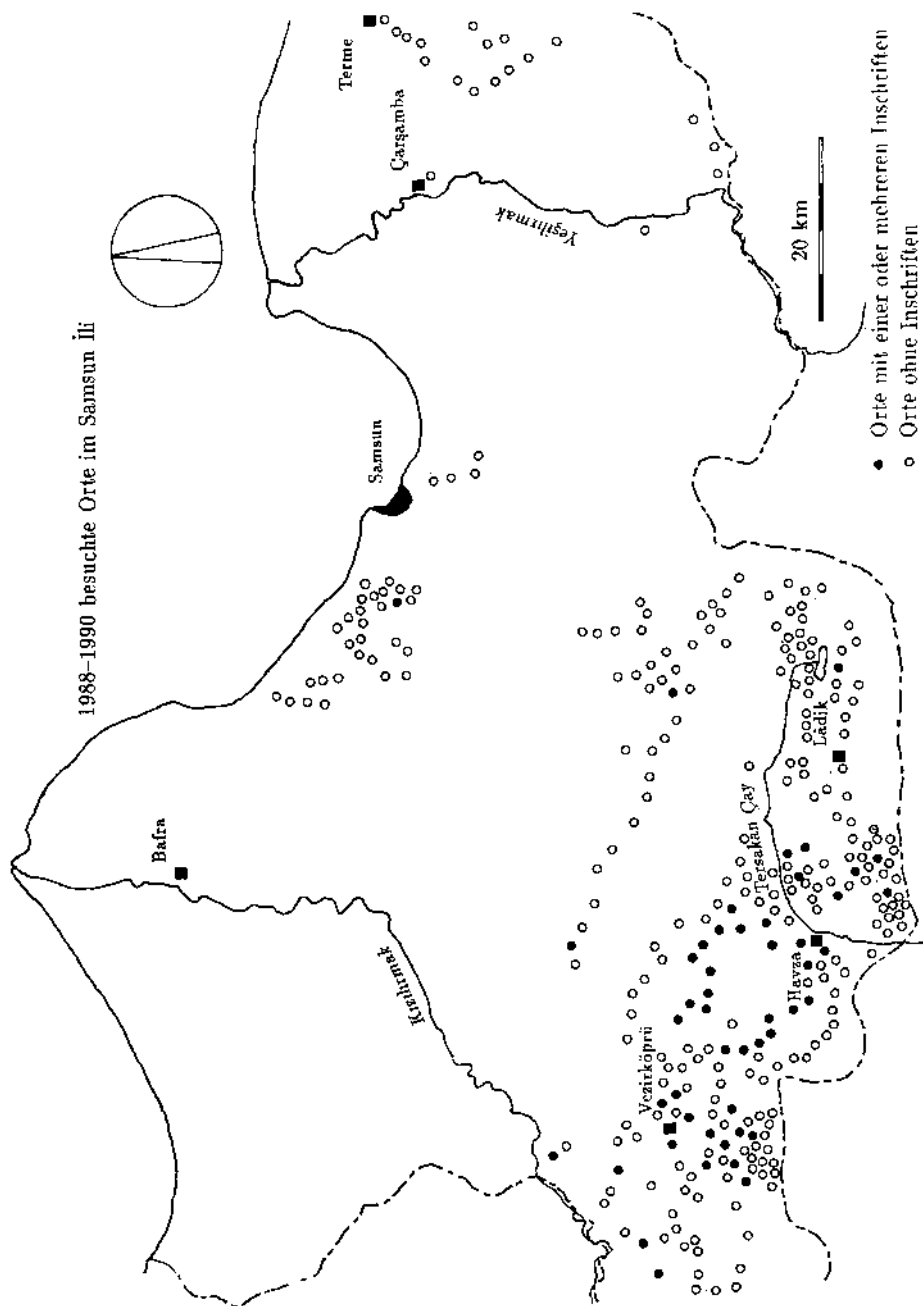 1988–1990 besuchte Orte im Samsun İli
Terme
Çarşamba
Yeşilırmak
Samsun
Bafra
Kızılırmak
Vezirköprü
Havza
Tersakan Çay
Lâdik
20 km
Orte mit einer oder mehreren Inschriften
Orte ohne Inschriften